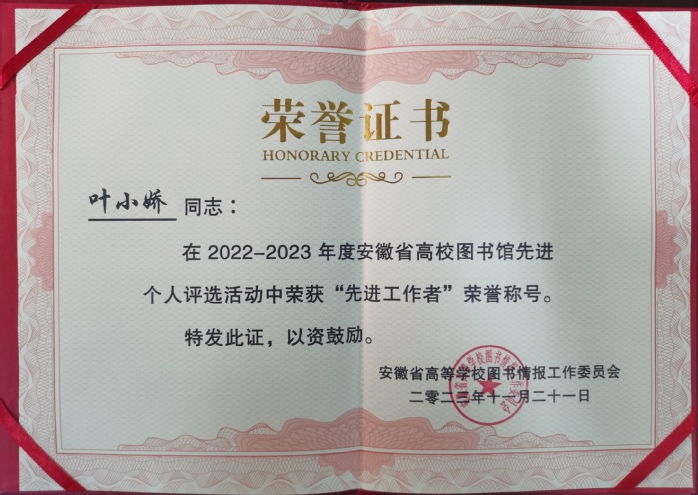 荣誉证书
HONORARY CREDENTIAL
叶小娇 同志：
在 2022-2023 年度安徽省高校图书馆先进
个人评选活动中荣获“先进工作者”荣誉称号。
特发此证，以资鼓励。
安徽省高等学校图书情报工作委员会
二零二三年十一月二十一日